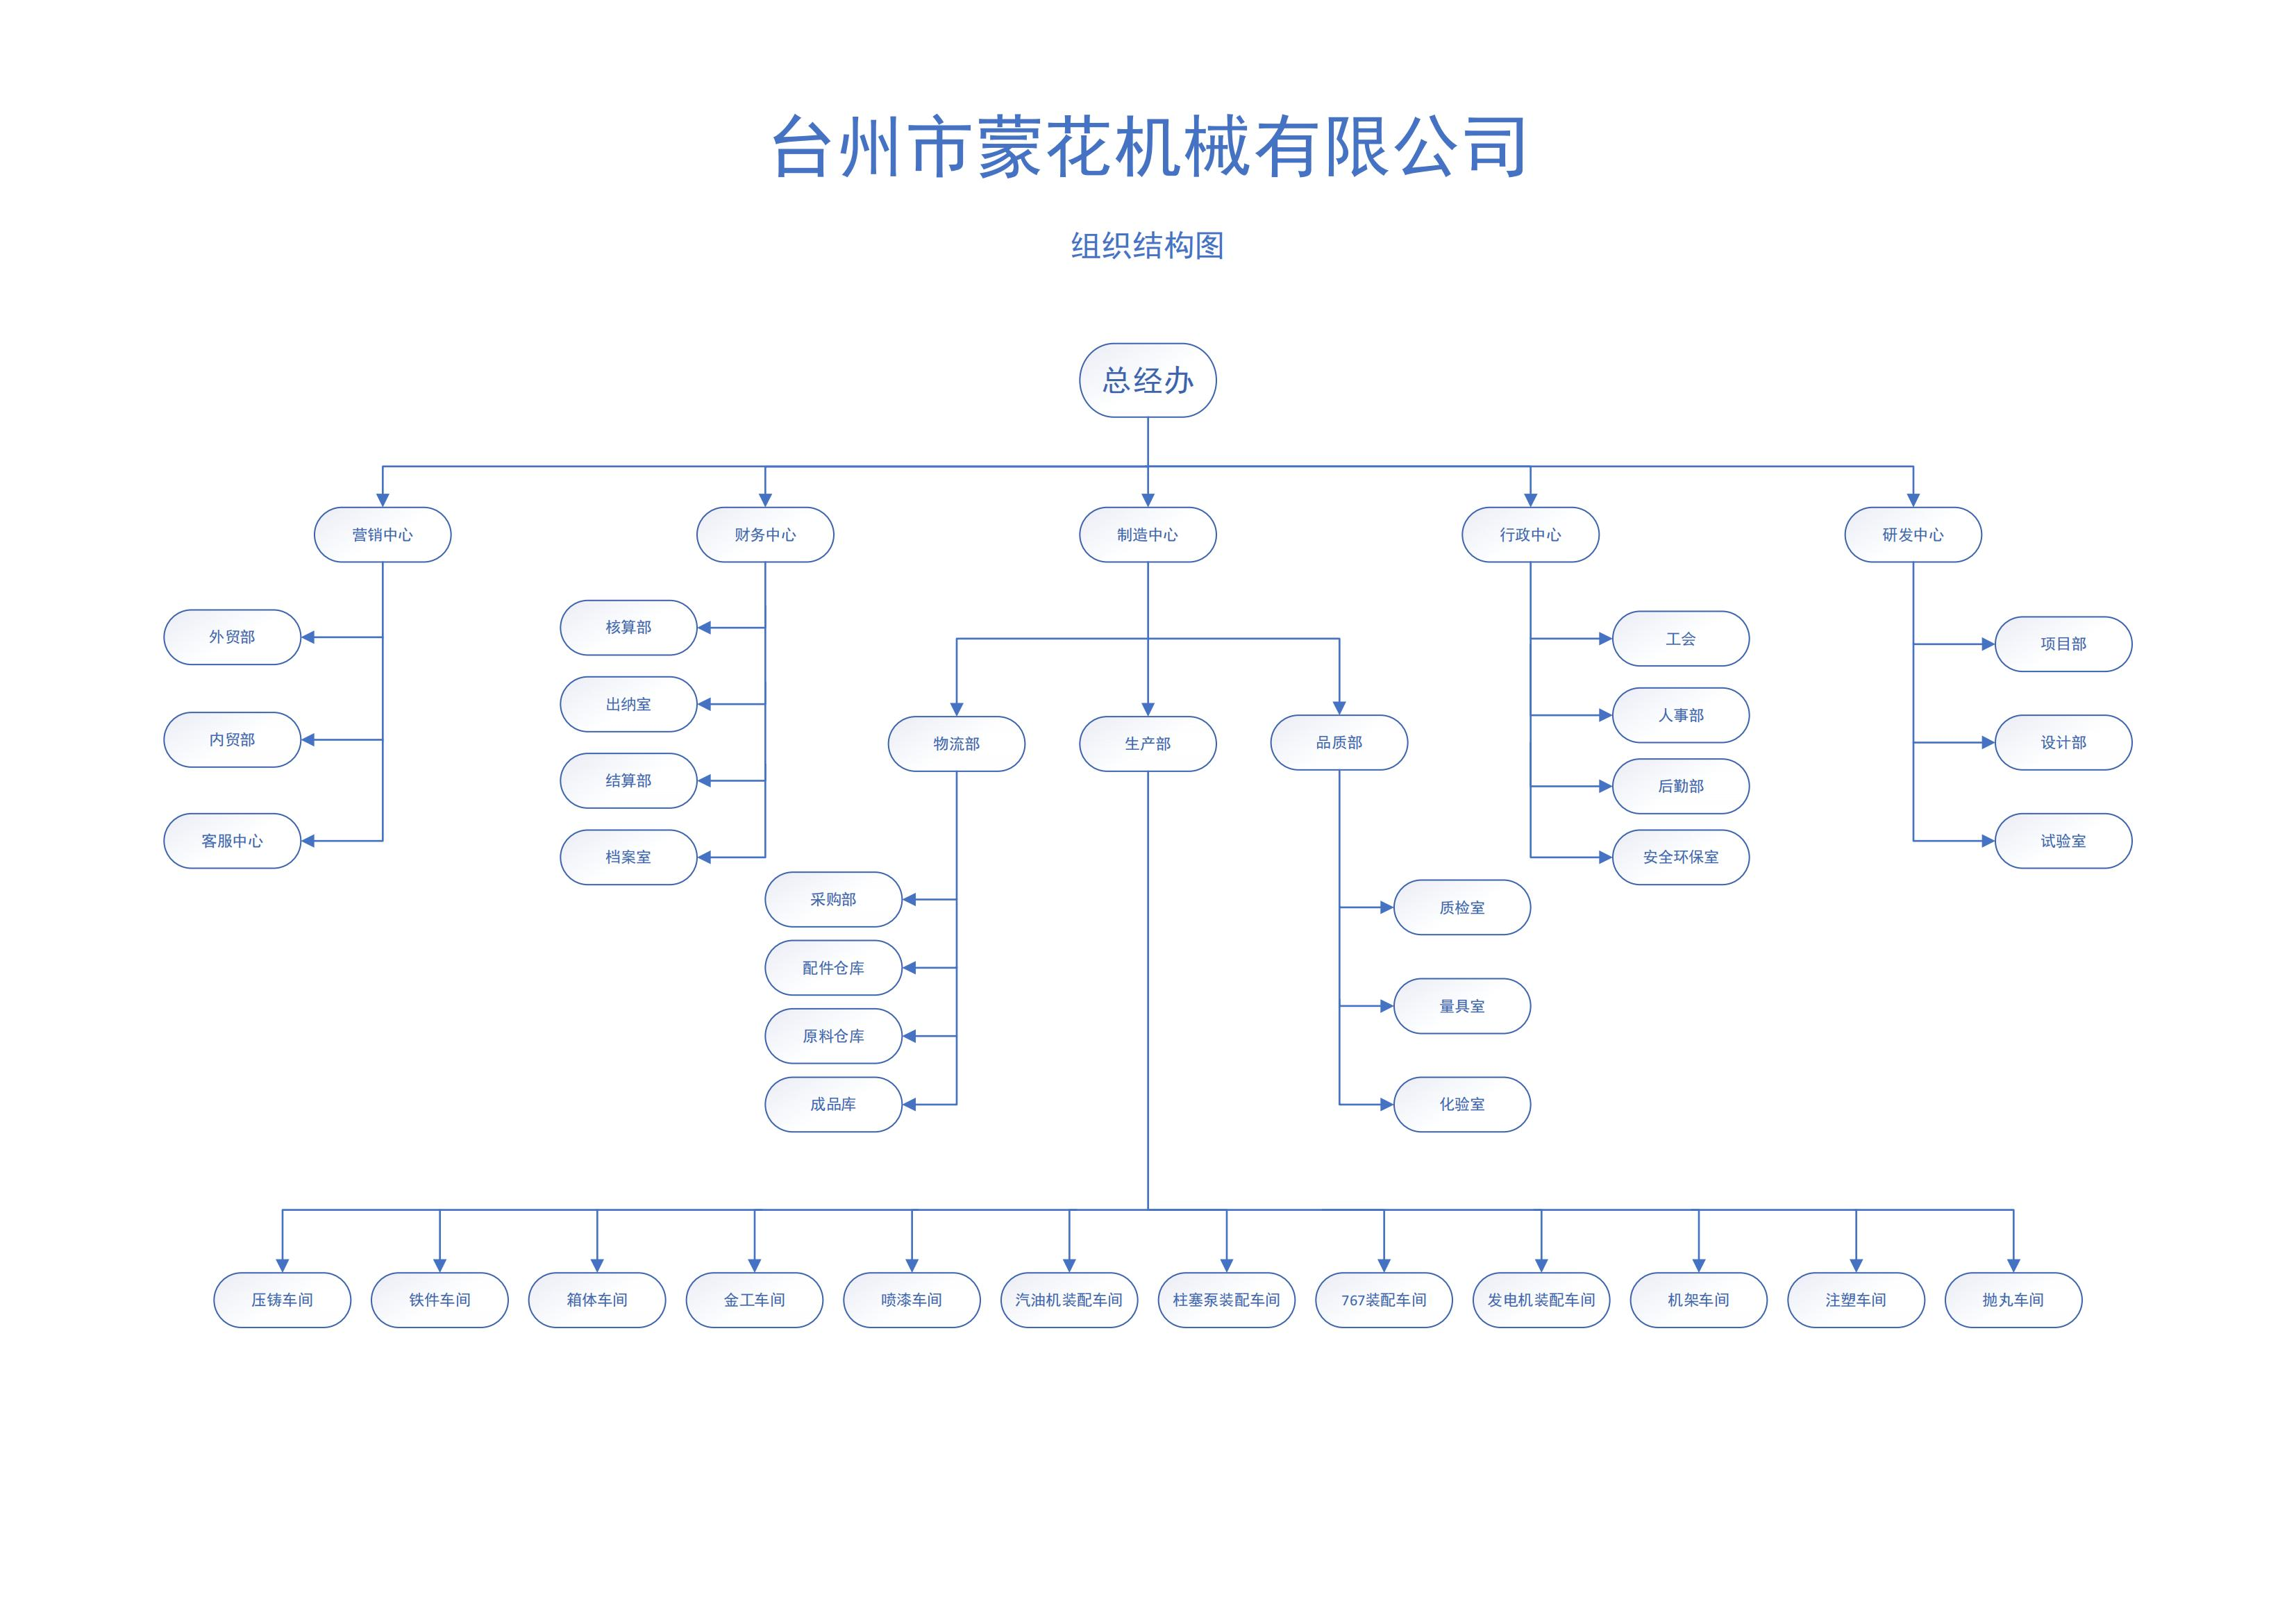 台州市蒙花机械有限公司
组织结构图
总经办
营销中心
财务中心
制造中心
行政中心
研发中心
外贸部
内贸部
客服中心
核算部
出纳室
结算部
档案室
物流部
生产部
品质部
采购部
配件仓库
原料仓库
成品库
质检室
量具室
化验室
工会
人事部
后勤部
安全环保室
项目部
设计部
试验室
压铸车间
铁件车间
箱体车间
金工车间
喷漆车间
汽油机装配车间
柱塞泵装配车间
767装配车间
发电机装配车间
机架车间
注塑车间
抛丸车间